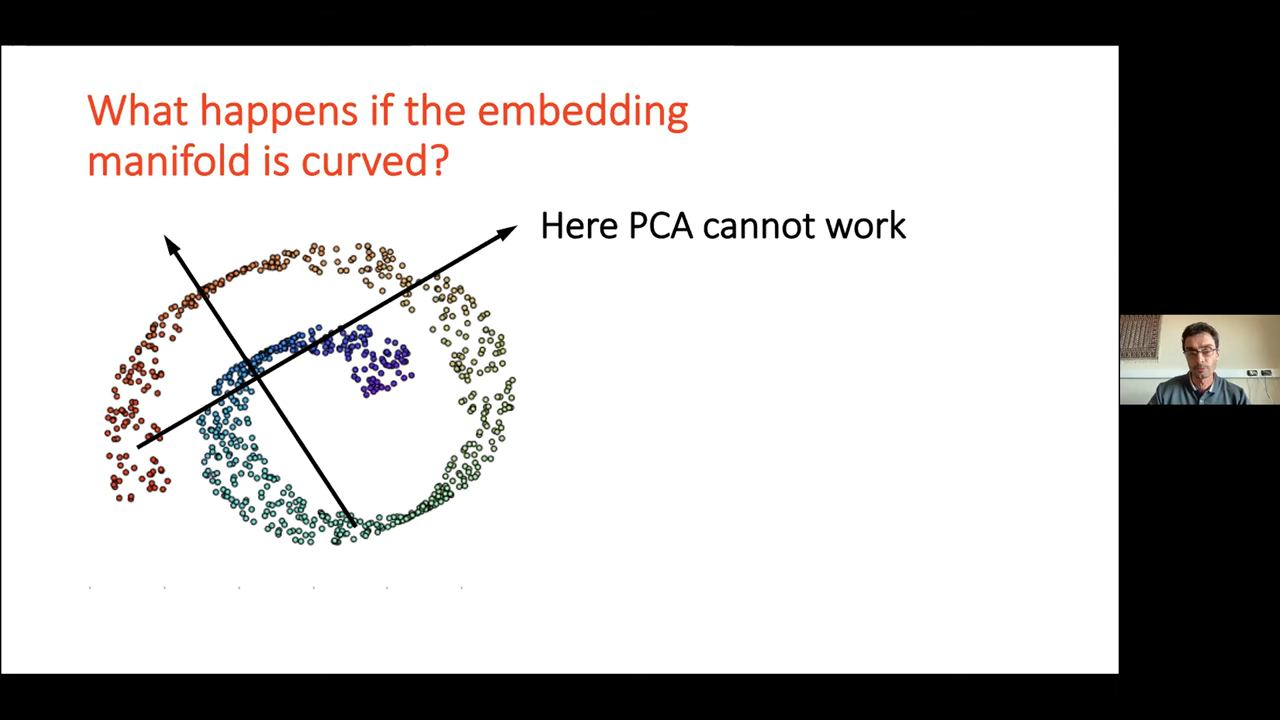 What happens if the embedding
manifold is curved?
Here PCA cannot work